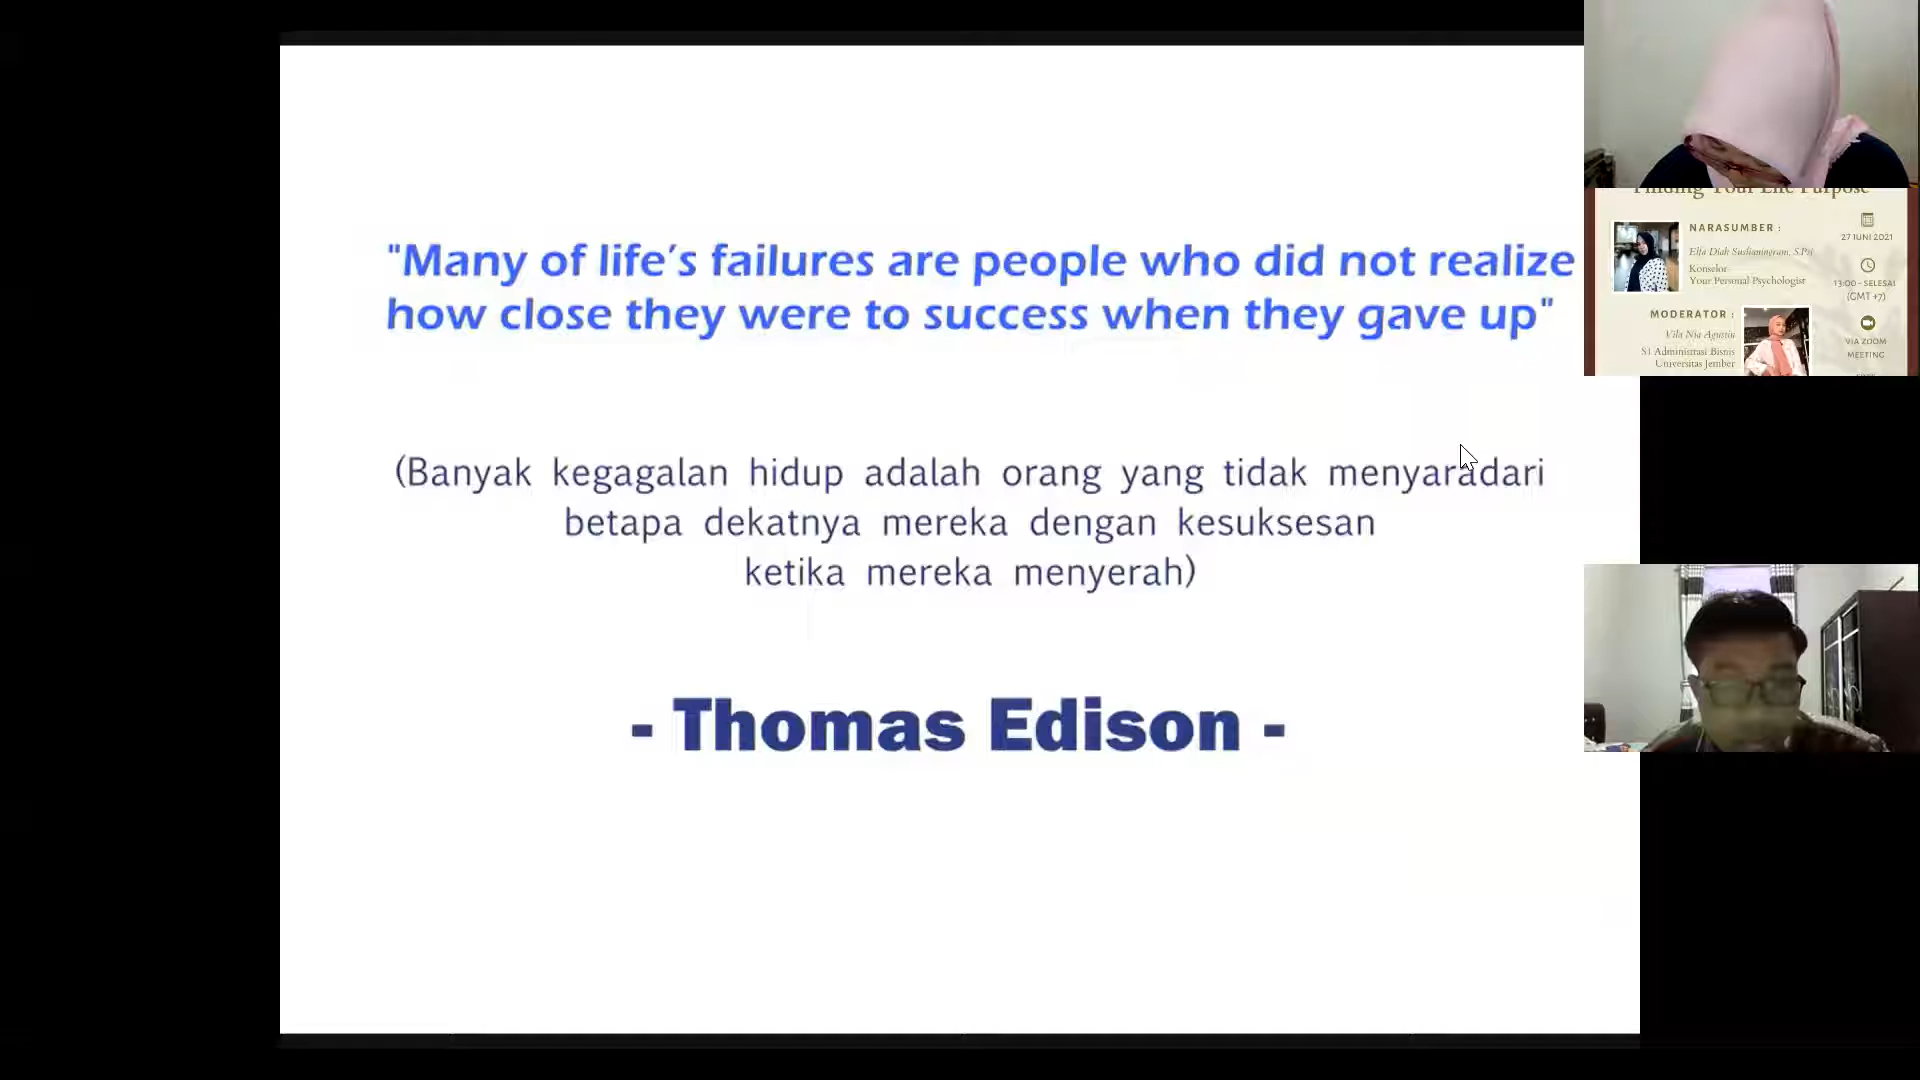 "Many of life's failures are people who did not realize
how close they were to success when they gave up"
(Banyak kegagalan hidup adalah orang yang tidak menyaradari
betapa dekatnya mereka dengan kesuksesan
ketika mereka menyerah)
- Thomas Edison -
Finding Your Life Purpose
NARASUMBER :
Elfa Diah Susilaningrum, S.Psi
Konselor
Your Personal Psychologist
MODERATOR :
Vila Nia Agustin
S1 Administrasi Bisnis
Universitas Jember
27 JUNI 2021
13:00 - SELESAI
(GMT +7)
VIA ZOOM
MEETING